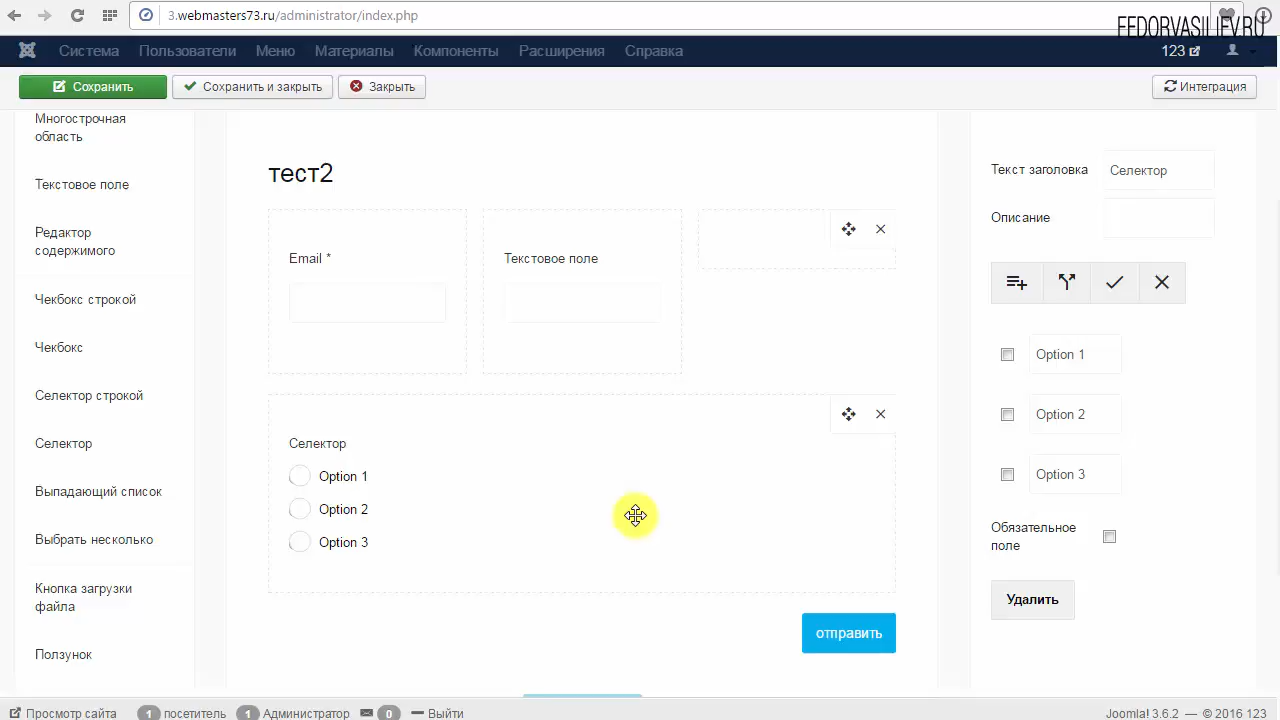 3.webmasters73.ru/administrator/index.php
FEDORVASILIEV.RU
Система Пользователи Меню Материалы Компоненты Расширения Справка 123
Сохранить Сохранить и закрыть Закрыть Интеграция
Многострочная
область
Текстовое поле
Редактор
содержимого
Чекбокс строкой
Чекбокс
Селектор строкой
Селектор
Выпадающий список
Выбрать несколько
Кнопка загрузки
файла
Ползунок
тест2
Email *
Текстовое поле
Селектор
Option 1
Option 2
Option 3
отправить
Текст заголовка Селектор
Описание
Option 1
Option 2
Option 3
Обязательное
поле
Удалить
Просмотр сайта 1 посетитель 1 Администратор 0 Выйти Joomla! 3.6.2 — © 2016 123